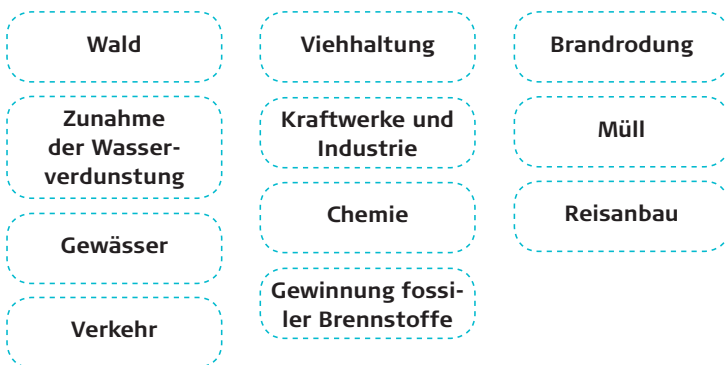 Wald
Zunahme
der Wasser-
verdunstung
Gewässer
Verkehr
Viehhaltung
Kraftwerke und
Industrie
Chemie
Gewinnung fossi-
ler Brennstoffe
Brandrodung
Müll
Reisanbau